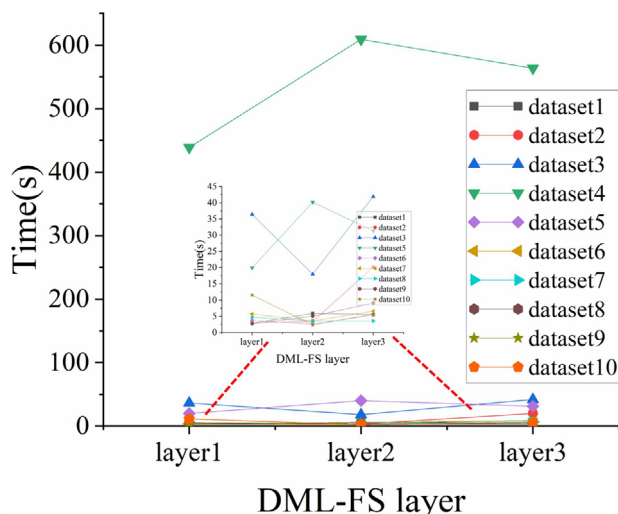 600
500
400
300
200
100
0
Time(s)
layer1
layer2
layer3
DML-FS layer
dataset1
dataset2
dataset3
dataset4
dataset5
dataset6
dataset7
dataset8
dataset9
dataset10
45
40
35
30
25
20
15
10
5
0
Time(s)
layer1
layer2
layer3
DML-FS layer
dataset1
dataset2
dataset3
dataset5
dataset6
dataset7
dataset8
dataset9
dataset10